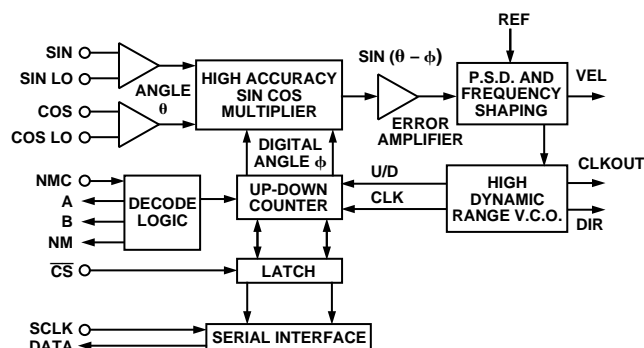 REF
SIN
SIN LO
ANGLE
θ
COS
COS LO
HIGH ACCURACY
SIN COS
MULTIPLIER
SIN (θ – ϕ)
ERROR
AMPLIFIER
P.S.D. AND
FREQUENCY
SHAPING
VEL
DIGITAL
ANGLE ϕ
U/D
CLK
HIGH
DYNAMIC
RANGE V.C.O.
CLKOUT
DIR
NMC
A
B
NM
DECODE
LOGIC
UP-DOWN
COUNTER
CS
LATCH
SCLK
DATA
SERIAL INTERFACE